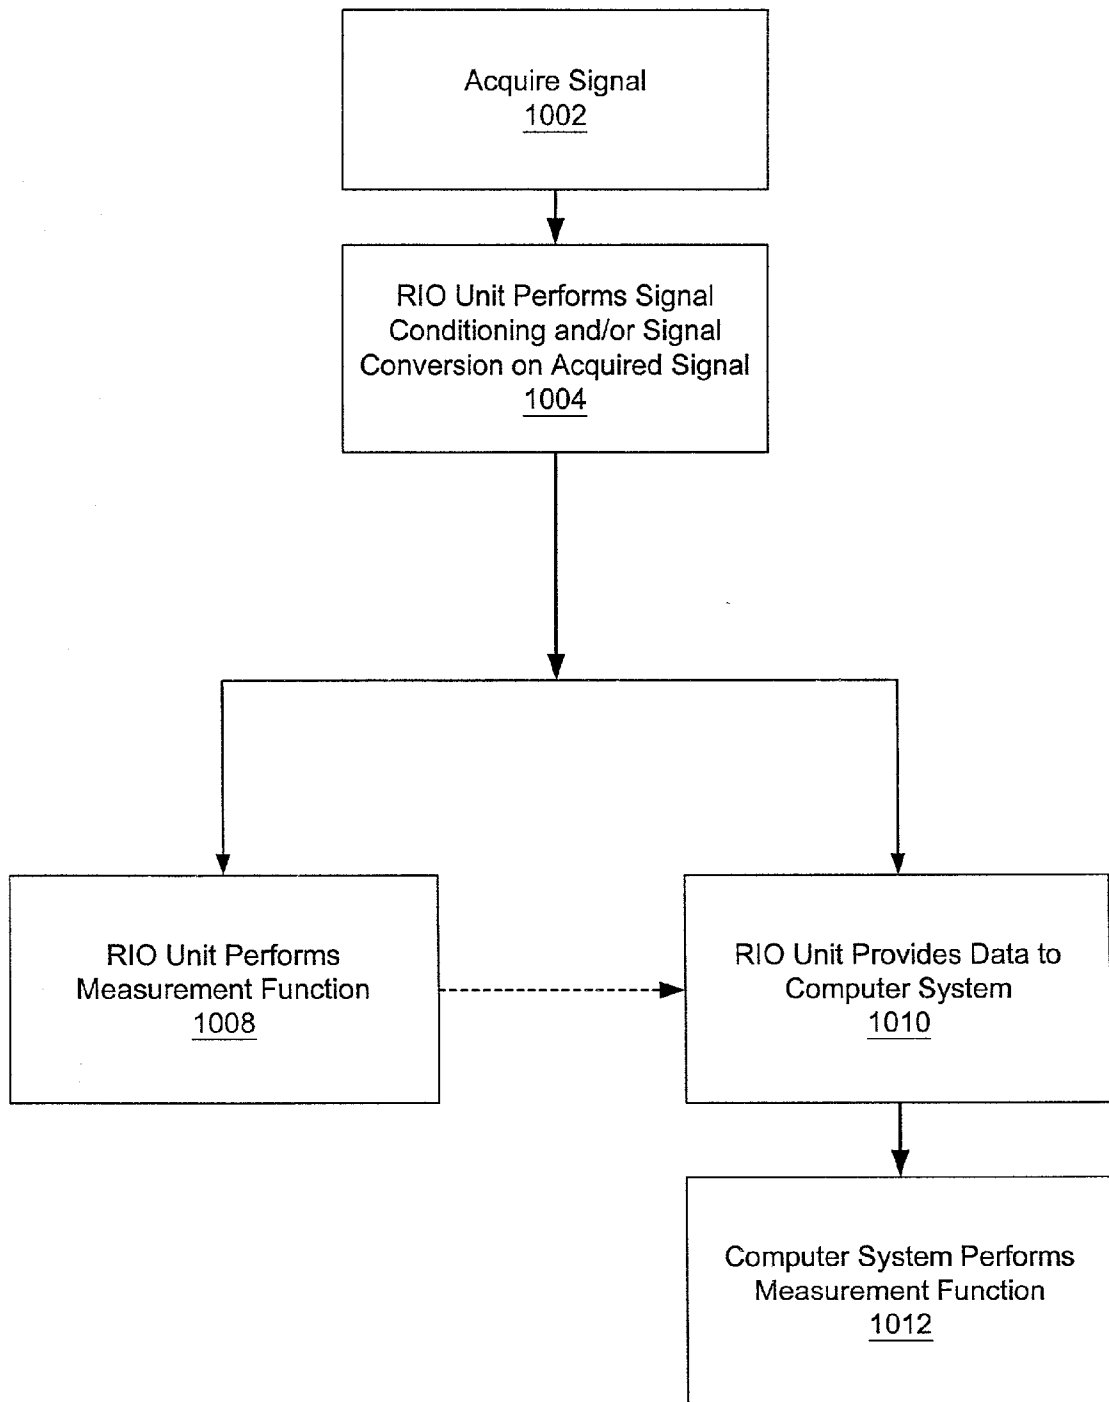 Acquire Signal
1002
RIO Unit Performs Signal
Conditioning and/or Signal
Conversion on Acquired Signal
1004
RIO Unit Performs
Measurement Function
1008
RIO Unit Provides Data to
Computer System
1010
Computer System Performs
Measurement Function
1012